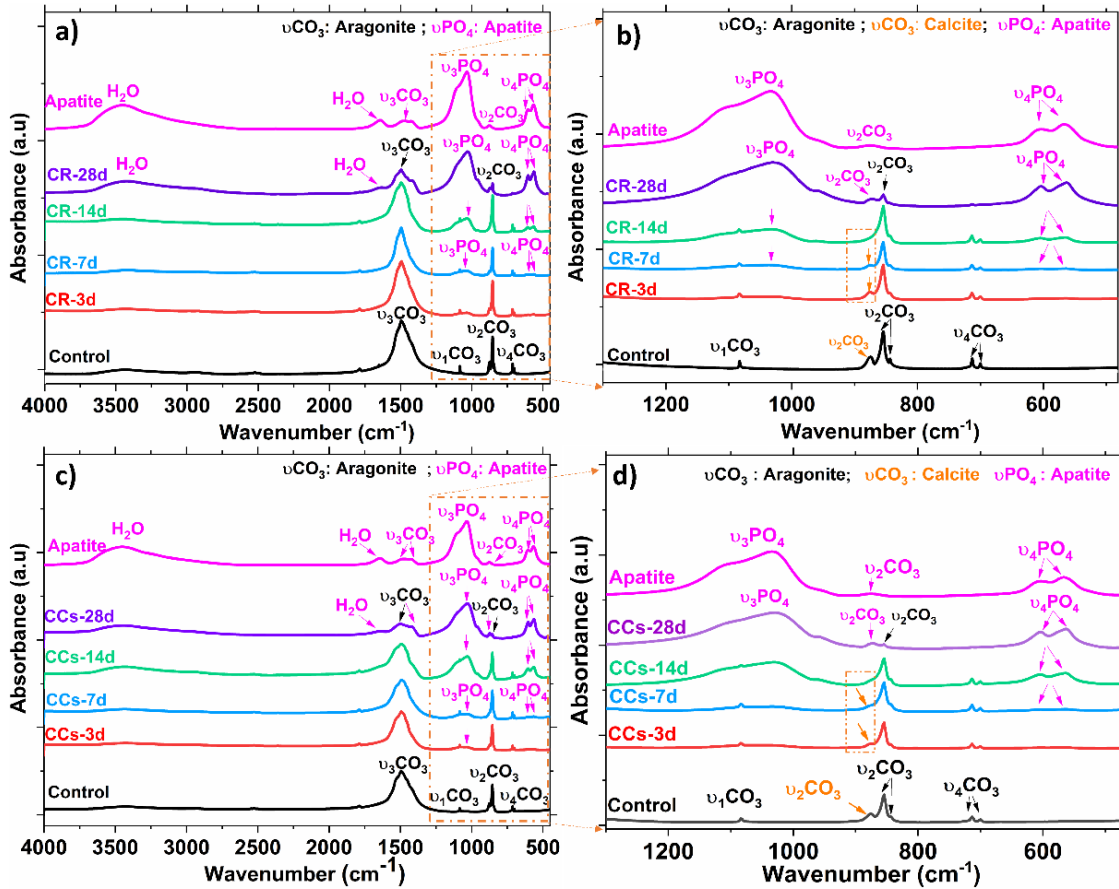 a)
υCO₃: Aragonite ; υPO₄: Apatite
Absorbance (a.u)
Apatite
H₂O
H₂O
υ₃CO₃
υ₃PO₄
υ₂CO₃
υ₄PO₄
CR-28d
H₂O
H₂O
υ₃CO₃
υ₃PO₄
υ₂CO₃
υ₄PO₄
CR-14d
CR-7d
υ₃PO₄
υ₄PO₄
CR-3d
Control
υ₃CO₃
υ₁CO₃
υ₂CO₃
υ₄CO₃
4000 3500 3000 2500 2000 1500 1000 500
Wavenumber (cm⁻¹)
b)
υCO₃: Aragonite ; υCO₃: Calcite; υPO₄: Apatite
Absorbance (a.u)
Apatite
υ₂CO₃
υ₄PO₄
CR-28d
υ₃PO₄
υ₂CO₃
υ₂CO₃
υ₄PO₄
CR-14d
CR-7d
CR-3d
Control
υ₁CO₃
υ₂CO₃
υ₂CO₃
υ₄CO₃
1200 1000 800 600
Wavenumber (cm⁻¹)
c)
υCO₃: Aragonite ; υPO₄: Apatite
Absorbance (a.u)
Apatite
H₂O
H₂O
υ₃CO₃
υ₃PO₄
υ₂CO₃
υ₄PO₄
CCs-28d
H₂O
υ₃CO₃
υ₃PO₄
υ₂CO₃
υ₄PO₄
CCs-14d
CCs-7d
υ₃PO₄
υ₄PO₄
CCs-3d
Control
υ₃CO₃
υ₁CO₃
υ₂CO₃
υ₄CO₃
4000 3500 3000 2500 2000 1500 1000 500
Wavenumber (cm⁻¹)
d)
υCO₃ : Aragonite; υCO₃ : Calcite υPO₄ : Apatite
Absorbance (a.u)
Apatite
υ₂CO₃
υ₄PO₄
CCs-28d
υ₃PO₄
υ₂CO₃
υ₂CO₃
υ₄PO₄
CCs-14d
CCs-7d
CCs-3d
Control
υ₁CO₃
υ₂CO₃
υ₂CO₃
υ₄CO₃
1200 1000 800 600
Wavenumber (cm⁻¹)